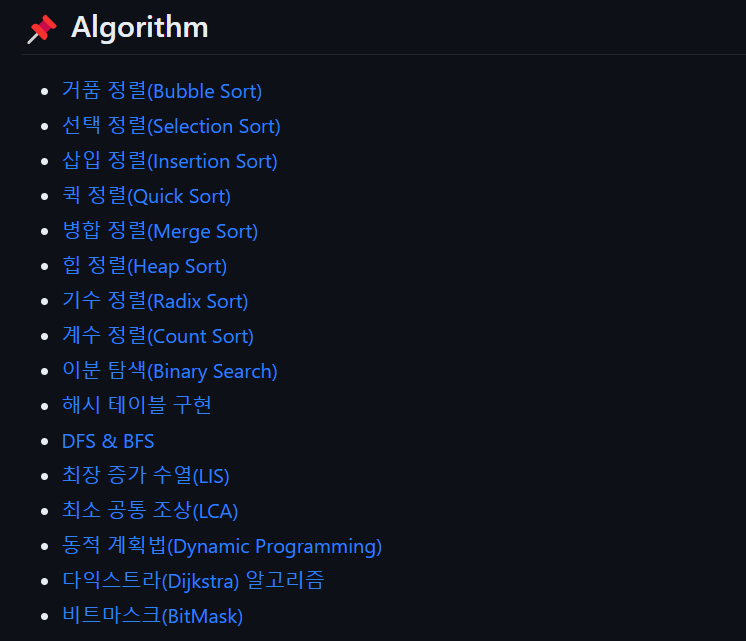 Algorithm
거품 정렬(Bubble Sort)
선택 정렬(Selection Sort)
삽입 정렬(Insertion Sort)
퀵 정렬(Quick Sort)
병합 정렬(Merge Sort)
힙 정렬(Heap Sort)
기수 정렬(Radix Sort)
계수 정렬(Count Sort)
이분 탐색(Binary Search)
해시 테이블 구현
DFS & BFS
최장 증가 수열(LIS)
최소 공통 조상(LCA)
동적 계획법(Dynamic Programming)
다익스트라(Dijkstra) 알고리즘
비트마스크(BitMask)